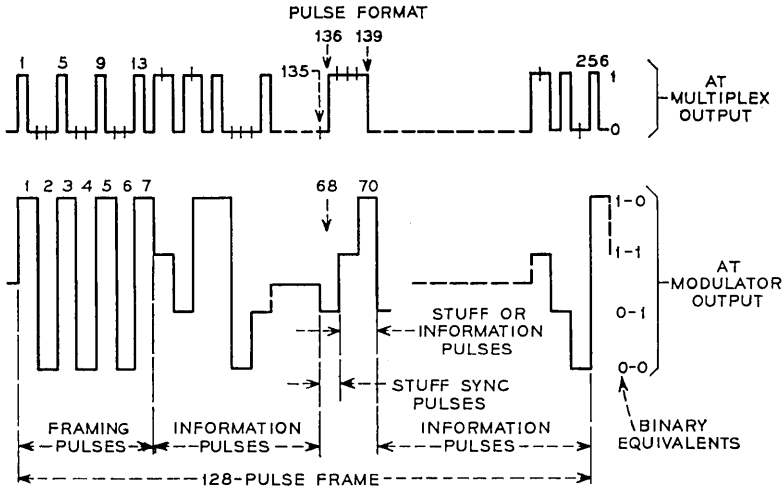 PULSE FORMAT
1 5 9 13 135 136 139 256
1
0
AT
MULTIPLEX
OUTPUT
1 2 3 4 5 6 7 68 70
1-0
1-1
0-1
0-0
AT
MODULATOR
OUTPUT
STUFF OR
INFORMATION
PULSES
STUFF SYNC
PULSES
FRAMING
PULSES
INFORMATION
PULSES
INFORMATION
PULSES
BINARY
EQUIVALENTS
128-PULSE FRAME